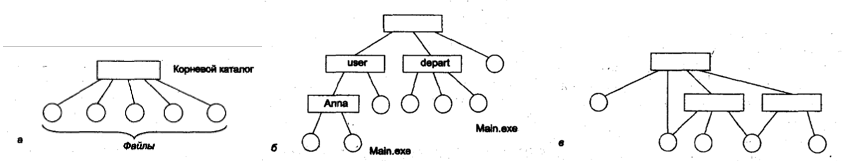 Корневой каталог
Файлы
а
user
depart
Anna
Main.exe
Main.exe
б
в